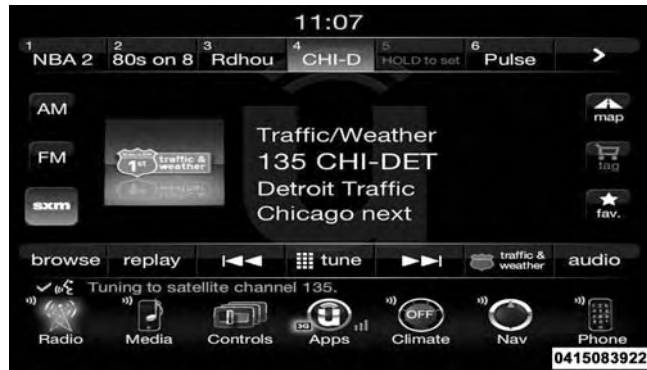 11:07
1 NBA 2 2 80s on 8 3 Rdhou 4 CHI-D 5 HOLD to set 6 Pulse >
AM
map
Traffic/Weather
1st traffic & weather
135 CHI-DET
FM
tag
Detroit Traffic
sxm
Chicago next
fav.
browse replay tune traffic & weather audio
Tuning to satellite channel 135.
3G OFF
Radio Media Controls Apps Climate Nav Phone
0415083922